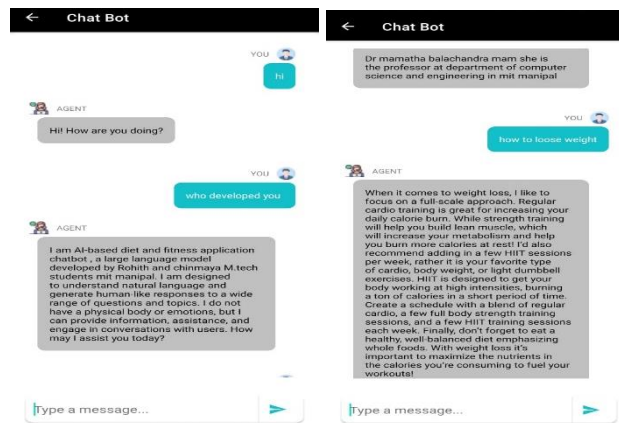 Chat Bot
YOU
hi
AGENT
Hi! How are you doing?
YOU
who developed you
AGENT
I am AI-based diet and fitness application
chatbot , a large language model
developed by Rohith and chinmaya M.tech
students mit manipal. I am designed
to understand natural language and
generate human-like responses to a wide
range of questions and topics. I do not
have a physical body or emotions, but I
can provide information, assistance, and
engage in conversations with users. How
may I assist you today?
Type a message...
Chat Bot
Dr mamatha balachandra mam she is
the professor at department of computer
science and engineering in mit manipal
YOU
how to loose weight
AGENT
When it comes to weight loss, I like to
focus on a full-scale approach. Regular
cardio training is great for increasing your
daily calorie burn. While strength training
will help you build lean muscle, which
will increase your metabolism and help
you burn more calories at rest! I'd also
recommend adding in a few HIIT sessions
per week, rather it is your favorite type
of cardio, body weight, or light dumbbell
exercises. HIIT is designed to get your
body working at high intensities, burning
a ton of calories in a short period of time.
Create a schedule with a blend of regular
cardio, a few full body strength training
sessions, and a few HIIT training sessions
each week. Finally, don't forget to eat a
healthy, well-balanced diet emphasizing
whole foods. With weight loss it's
important to maximize the nutrients in
the calories you're consuming to fuel your
workouts!
Type a message...